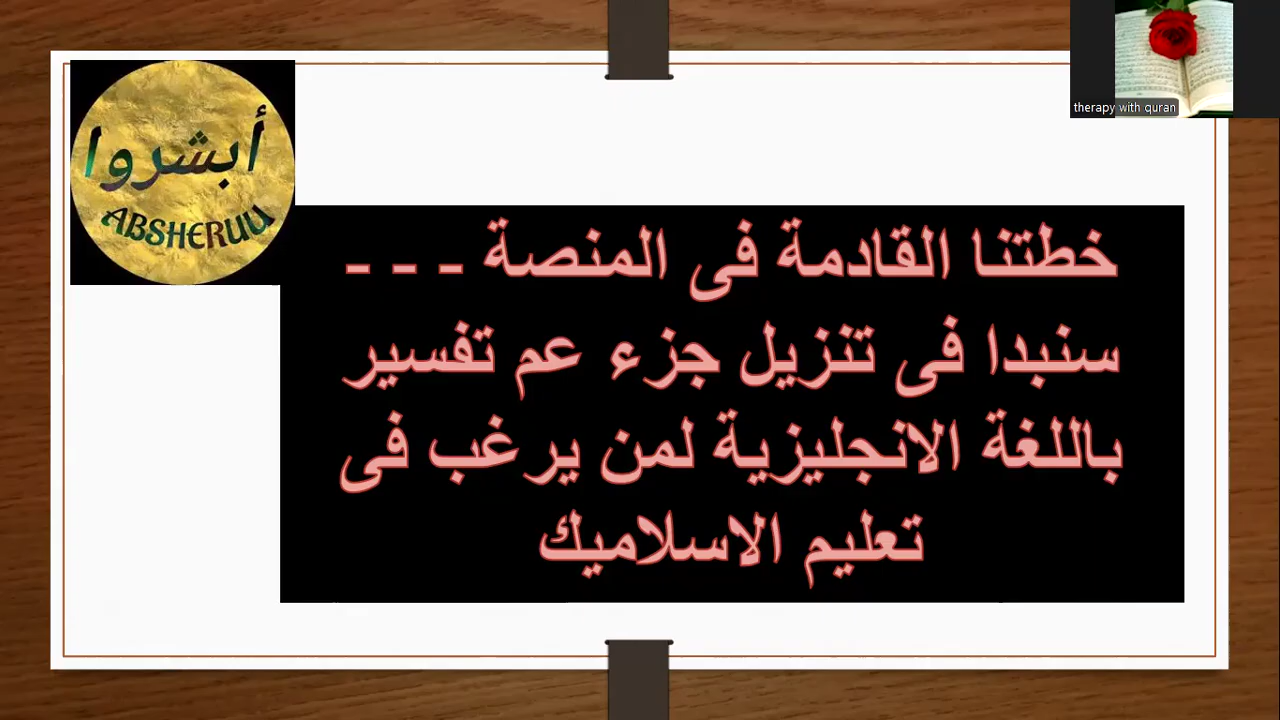 أبشروا
ABSHERUU
therapy with quran
خطتنا القادمة فى المنصة - - -
سنبدا فى تنزيل جزء عم تفسير
باللغة الانجليزية لمن يرغب فى
تعليم الاسلاميك